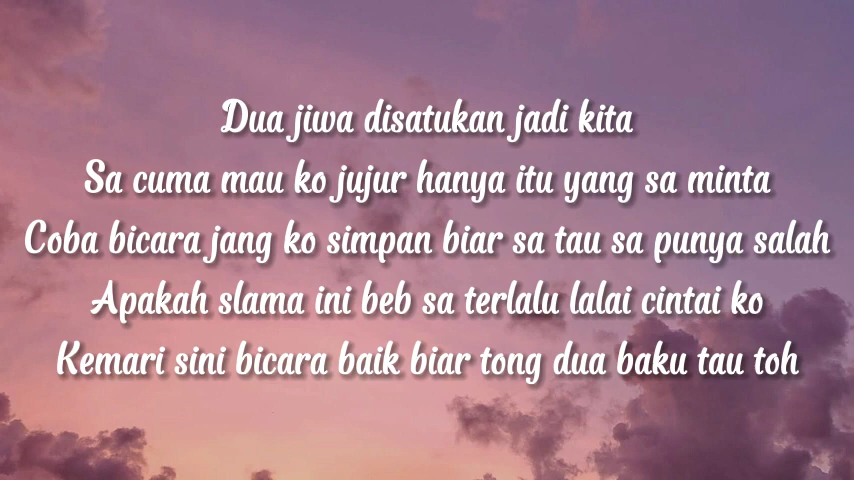 Dua jiwa disatukan jadi kita
Sa cuma mau ko jujur hanya itu yang sa minta
Coba bicara jang ko simpan biar sa tau sa punya salah
Apakah slama ini beb sa terlalu lalai cintai ko
Kemari sini bicara baik biar tong dua baku tau toh